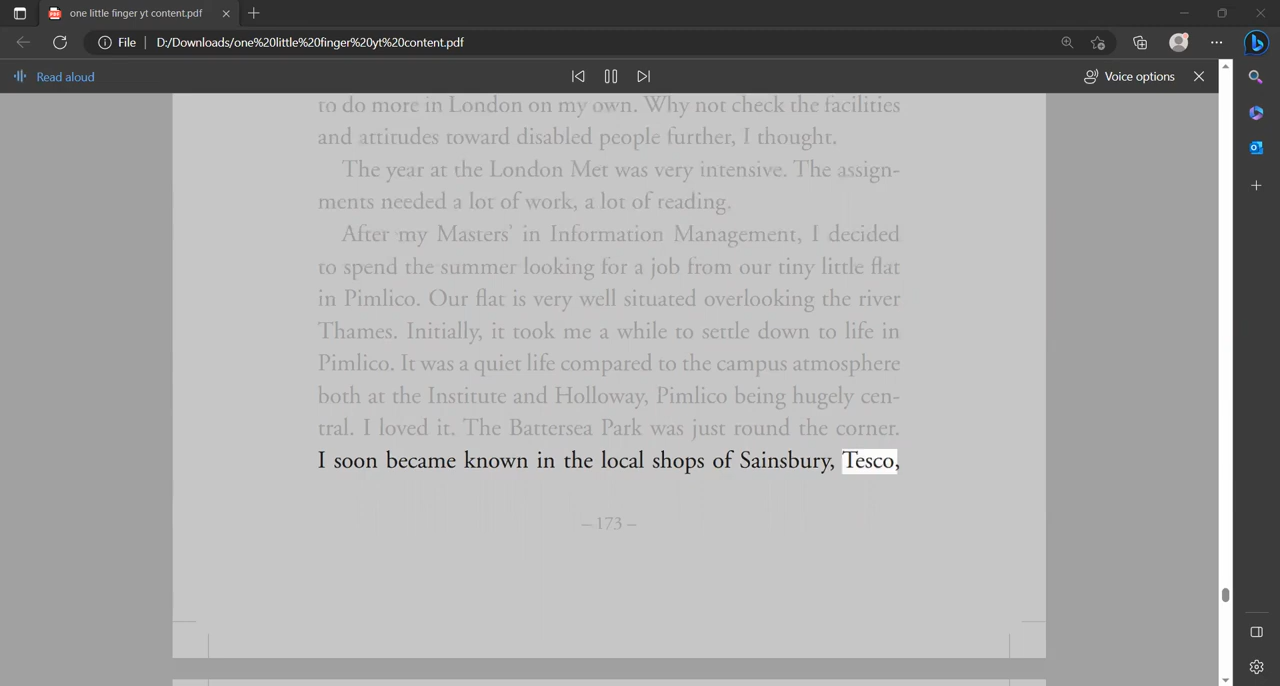 one little finger yt content.pdf
File
D:/Downloads/one%20little%20finger%20yt%20content.pdf
Read aloud
Voice options
to do more in London on my own. Why not check the facilities
and attitudes toward disabled people further, I thought.
The year at the London Met was very intensive. The assign-
ments needed a lot of work, a lot of reading.
After my Masters’ in Information Management, I decided
to spend the summer looking for a job from our tiny little flat
in Pimlico. Our flat is very well situated overlooking the river
Thames. Initially, it took me a while to settle down to life in
Pimlico. It was a quiet life compared to the campus atmosphere
both at the Institute and Holloway, Pimlico being hugely cen-
tral. I loved it. The Battersea Park was just round the corner.
I soon became known in the local shops of Sainsbury, Tesco,
– 173 –